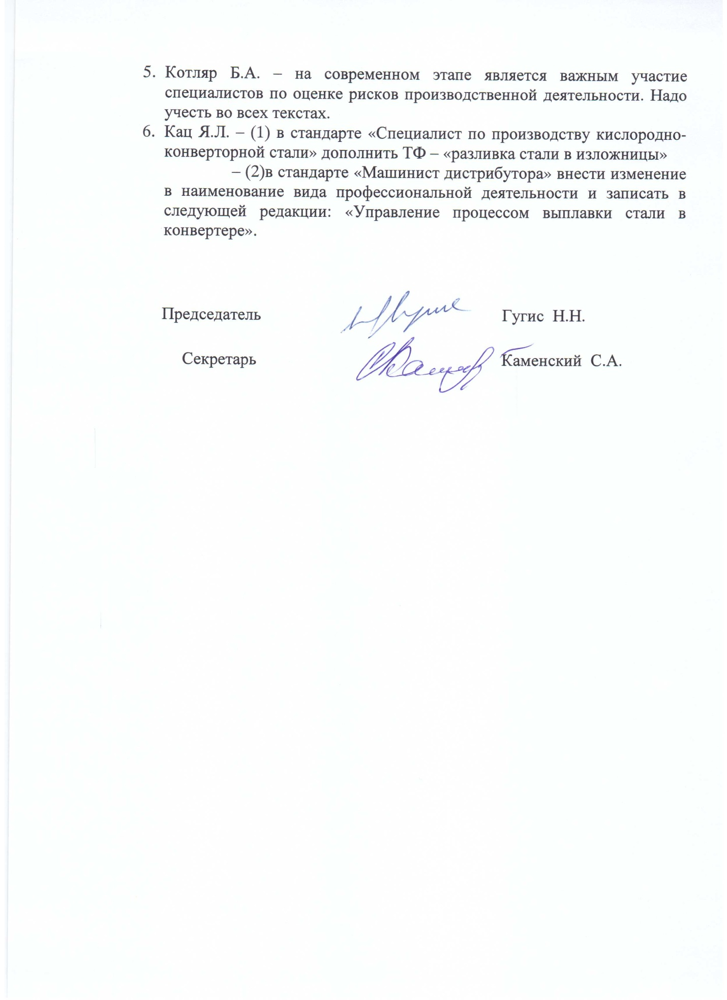 5. Котляр Б.А. – на современном этапе является важным участие
специалистов по оценке рисков производственной деятельности. Надо
учесть во всех текстах.
6. Кац Я.Л. – (1) в стандарте «Специалист по производству кислородно-
конверторной стали» дополнить ТФ – «разливка стали в изложницы»
– (2)в стандарте «Машинист дистрибутора» внести изменение
в наименование вида профессиональной деятельности и записать в
следующей редакции: «Управление процессом выплавки стали в
конвертере».
Председатель Гугис Н.Н.
Секретарь Каменский С.А.